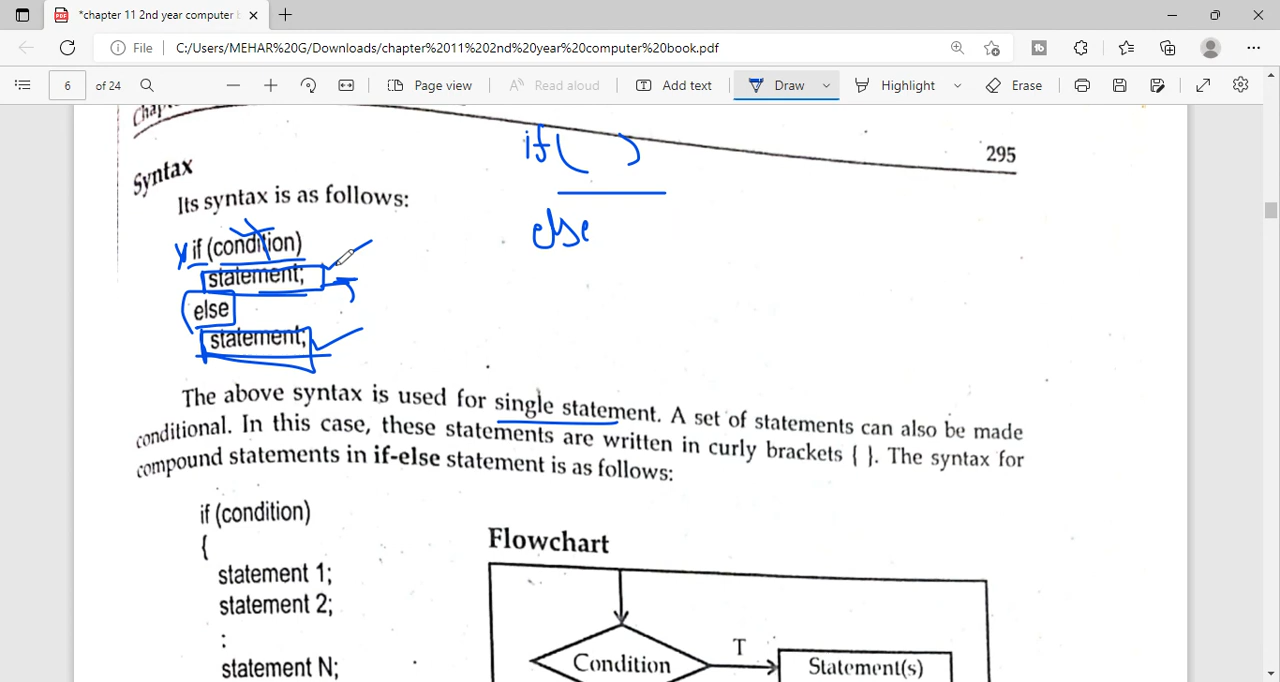 *chapter 11 2nd year computer
File
C:/Users/MEHAR%20G/Downloads/chapter%2011%202nd%20year%20computer%20book.pdf
6 of 24
Page view
Read aloud
Add text
Draw
Highlight
Erase
295
if ( )
else
Syntax
Its syntax is as follows:
if (condition)
statement;
else
statement;
The above syntax is used for single statement. A set of statements can also be made
conditional. In this case, these statements are written in curly brackets { }. The syntax for
compound statements in if-else statement is as follows:
if (condition)
{
statement 1;
statement 2;
:
statement N;
Flowchart
T
Condition
Statement(s)